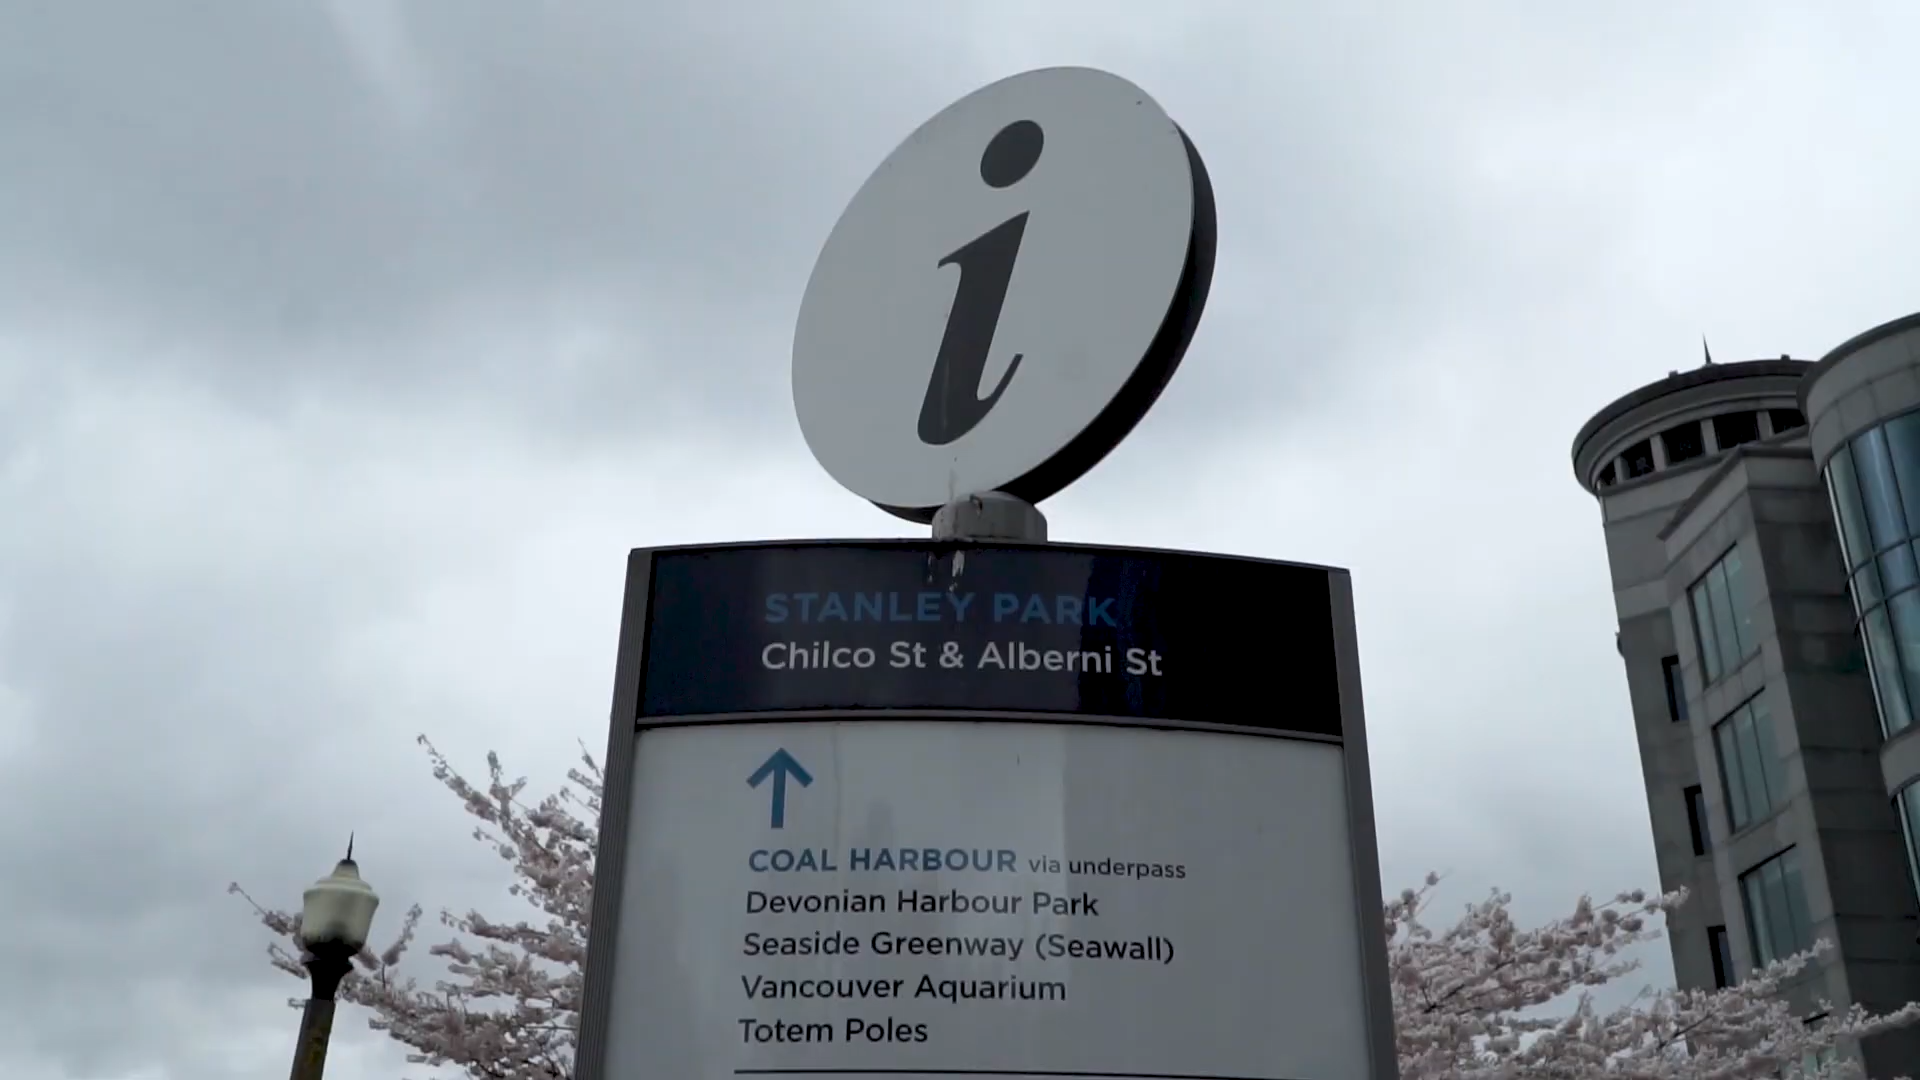 i
STANLEY PARK
Chilco St & Alberni St
COAL HARBOUR via underpass
Devonian Harbour Park
Seaside Greenway (Seawall)
Vancouver Aquarium
Totem Poles